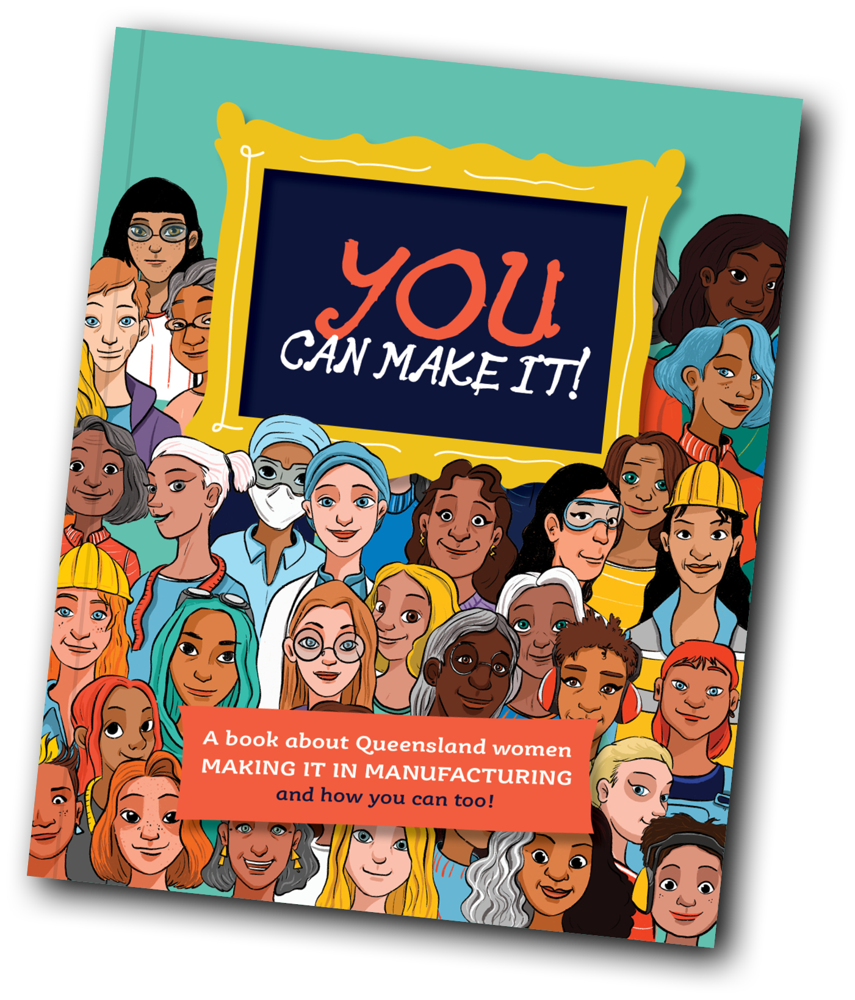 YOU
CAN MAKE IT!
A book about Queensland women
MAKING IT IN MANUFACTURING
and how you can too!